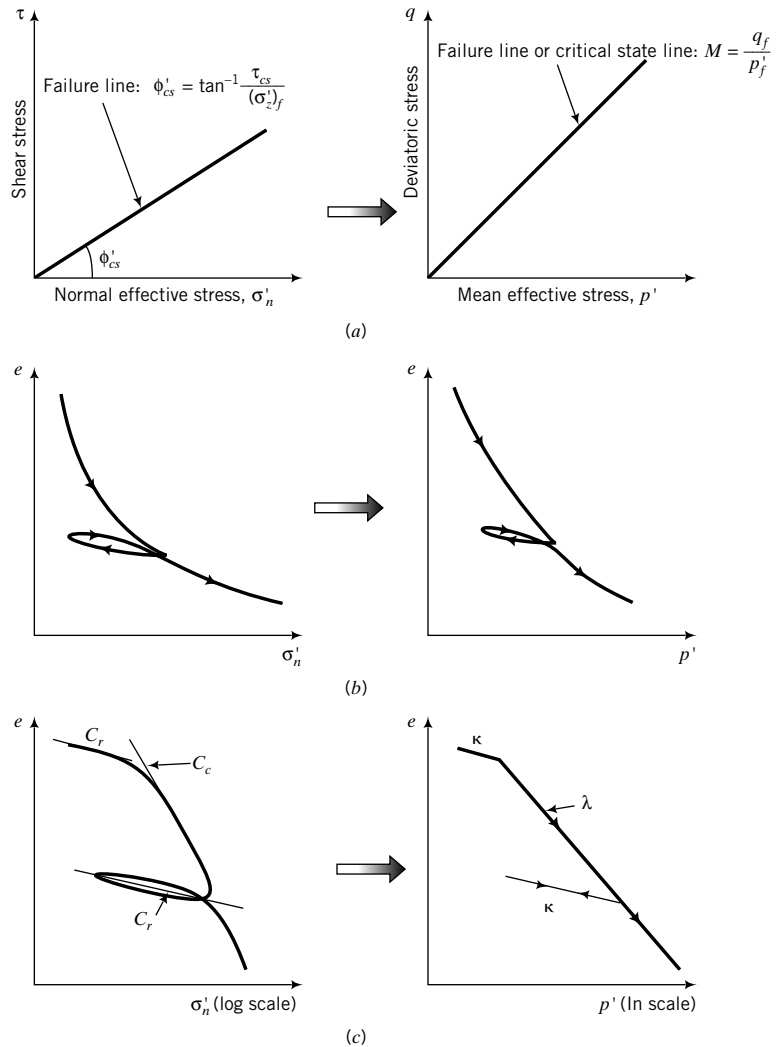 τ
Shear stress
Failure line: ϕ'cs = tan⁻¹ τcs / (σ'z)f
ϕ'cs
Normal effective stress, σ'n
q
Deviatoric stress
Failure line or critical state line: M = qf / p'f
Mean effective stress, p'
(a)
e
σ'n
e
p'
(b)
e
Cr
Cc
Cr
σ'n (log scale)
e
κ
λ
κ
p' (ln scale)
(c)